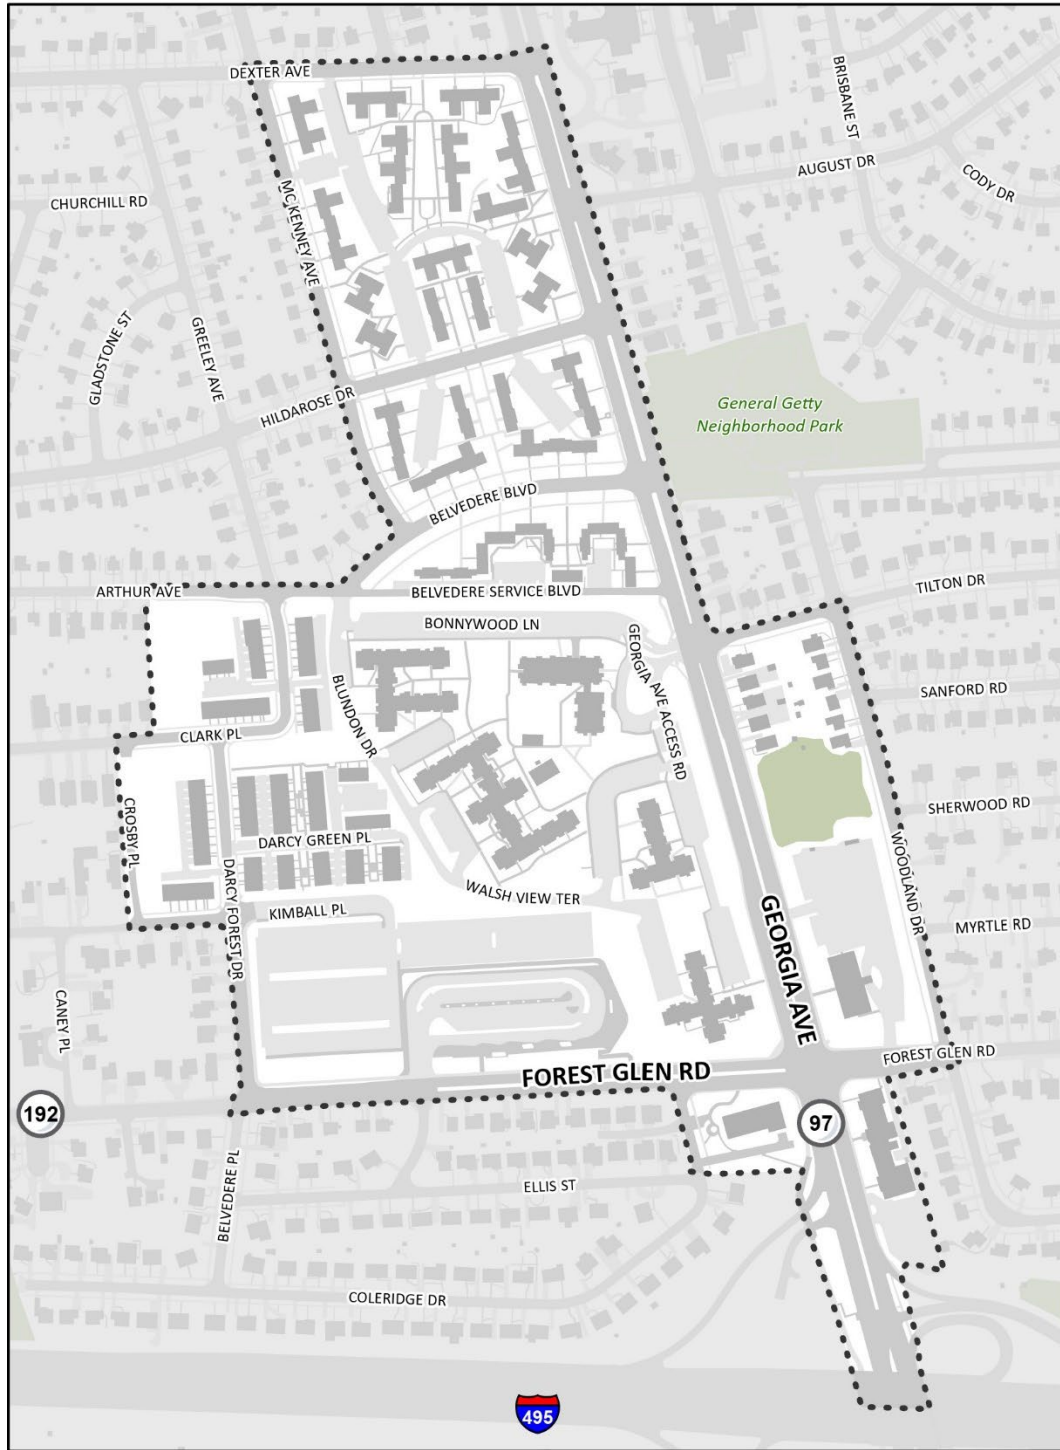 DEXTER AVE
BRISBANE ST
AUGUST DR
CODY DR
CHURCHILL RD
MC KENNEY AVE
GLADSTONE ST
GREELEY AVE
HILDAROSE DR
General Getty
Neighborhood Park
BELVEDERE BLVD
ARTHUR AVE
BELVEDERE SERVICE BLVD
TILTON DR
BONNYWOOD LN
GEORGIA AVE ACCESS RD
BLUNDON DR
SANFORD RD
CLARK PL
CROSBY PL
SHERWOOD RD
DARCY GREEN PL
WOODLAND DR
DARCY FOREST DR
WALSH VIEW TER
KIMBALL PL
MYRTLE RD
GEORGIA AVE
CANEY PL
FOREST GLEN RD
FOREST GLEN RD
192
97
BELVEDERE PL
ELLIS ST
COLERIDGE DR
495